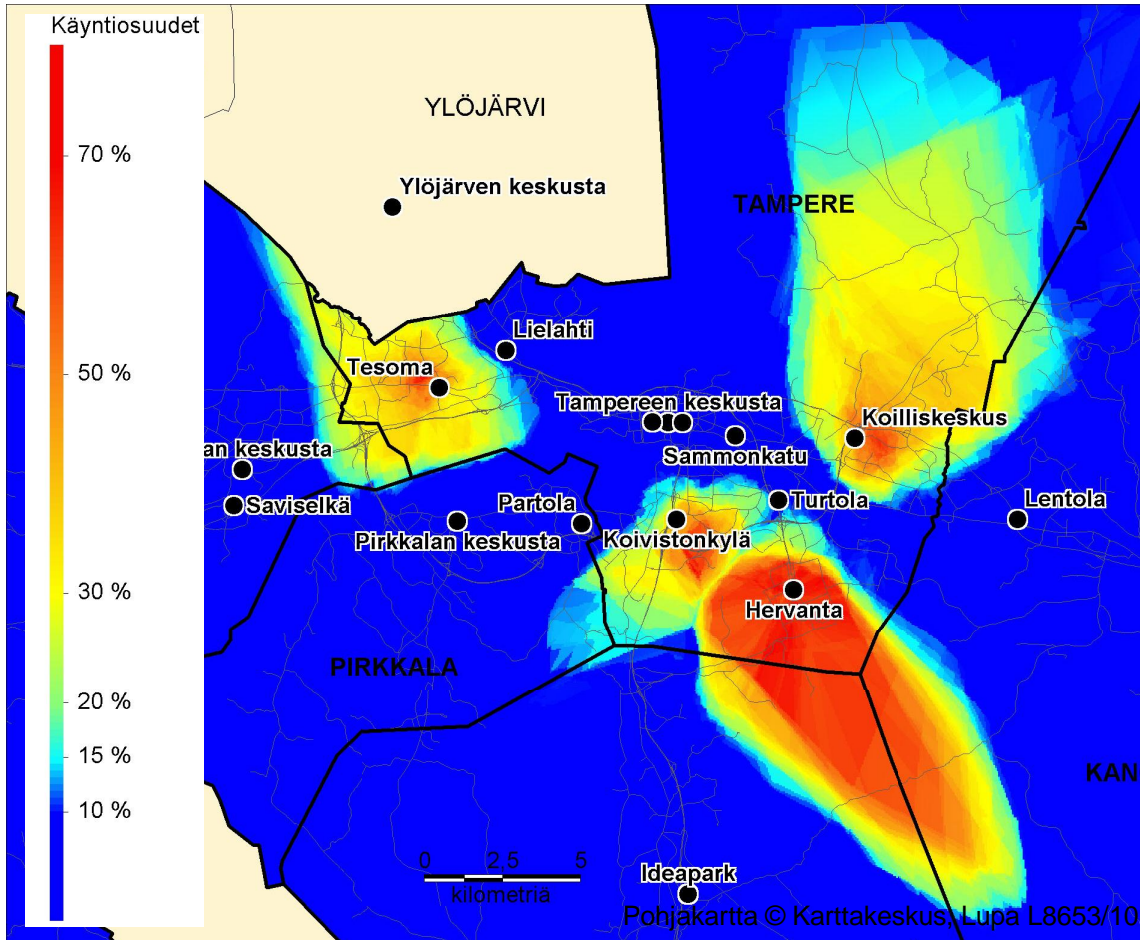 Käyntiosuudet
70 %
50 %
30 %
20 %
15 %
10 %
YLÖJÄRVI
Ylöjärven keskusta
TAMPERE
Lielahti
Tesoma
Tampereen keskusta
Koilliskeskus
Sammonkatu
an keskusta
Saviselkä
Partola
Turtola
Lentola
Pirkkalan keskusta
Koivistonkylä
Hervanta
PIRKKALA
KAN
0 2,5 5
kilometriä
Ideapark
Pohjakartta © Karttakeskus, Lupa L8653/10